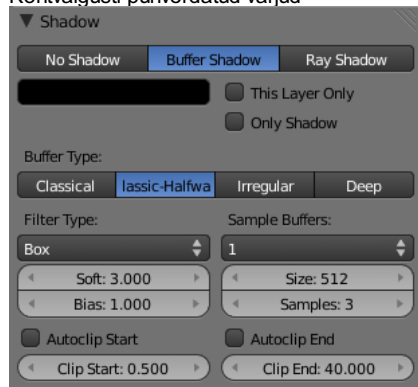 Kohtvalgusti puhverdatud varjud
Shadow
No Shadow Buffer Shadow Ray Shadow
This Layer Only
Only Shadow
Buffer Type:
Classical lassic-Halfwa Irregular Deep
Filter Type: Sample Buffers:
Box 1
Soft: 3.000 Size: 512
Bias: 1.000 Samples: 3
Autoclip Start Autoclip End
Clip Start: 0.500 Clip End: 40.000